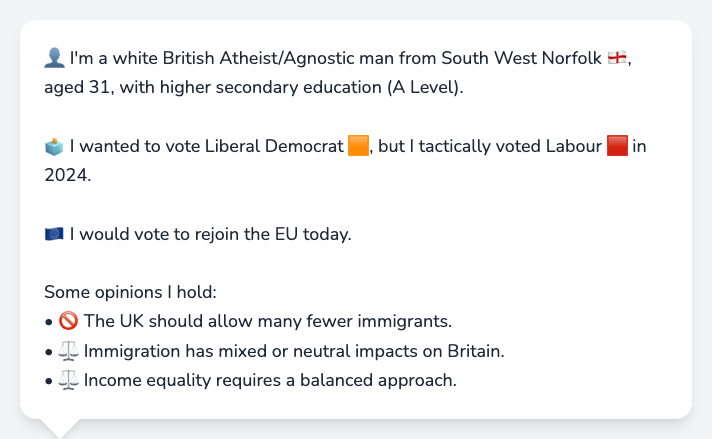 👤 I'm a white British Atheist/Agnostic man from South West Norfolk 🏴󠁧󠁢󠁥󠁮󠁧󠁿,
aged 31, with higher secondary education (A Level).
🗳️ I wanted to vote Liberal Democrat 🟧, but I tactically voted Labour 🟥 in
2024.
🇪🇺 I would vote to rejoin the EU today.
Some opinions I hold:
• 🚫 The UK should allow many fewer immigrants.
• ⚖️ Immigration has mixed or neutral impacts on Britain.
• ⚖️ Income equality requires a balanced approach.